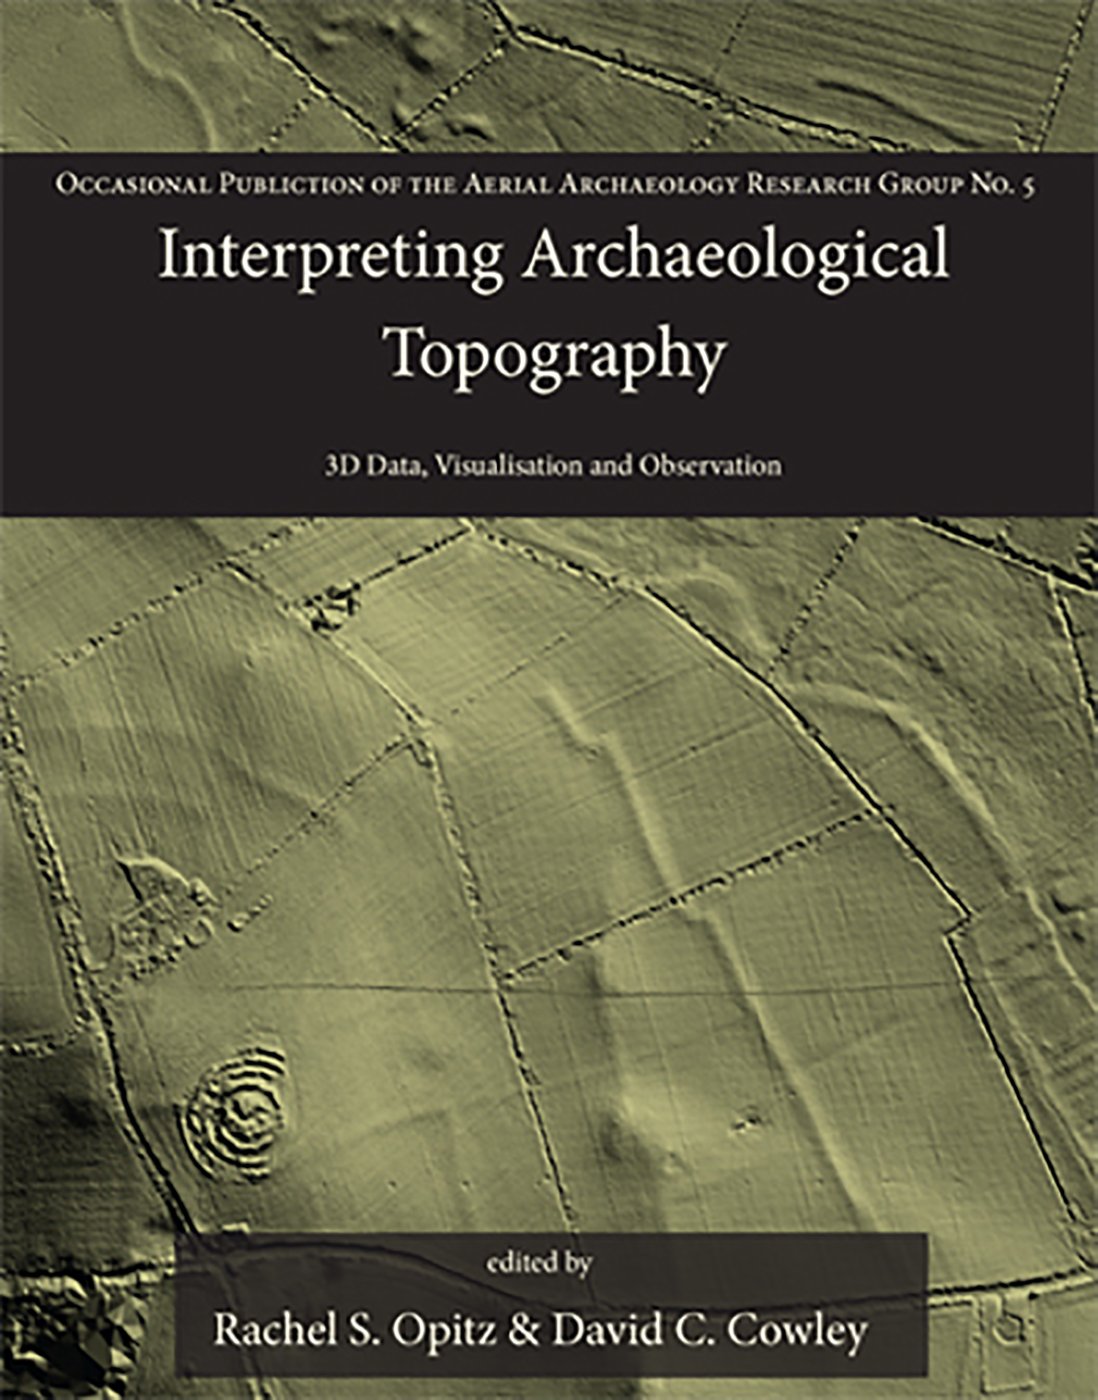 Occasional Publiction of the Aerial Archaeology Research Group No. 5
Interpreting Archaeological
Topography
3D Data, Visualisation and Observation
edited by
Rachel S. Opitz & David C. Cowley